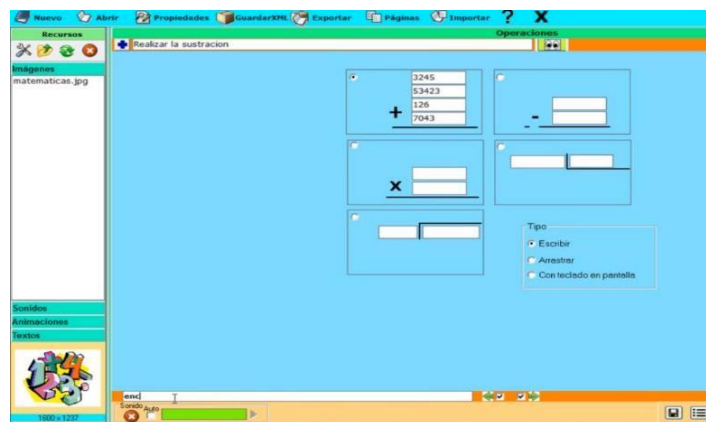 Nuevo Abrir Propiedades GuardarXML Exportar Páginas Importar ? X
Recursos
Operaciones
Realizar la sustracion
Imágenes
matematicas.jpg
3245
53423
126
+ 7043
-
x
Tipo
Escribir
Arrastrar
Con teclado en pantalla
Sonidos
Animaciones
Textos
enc
Sonido Auto
1600 x 1237